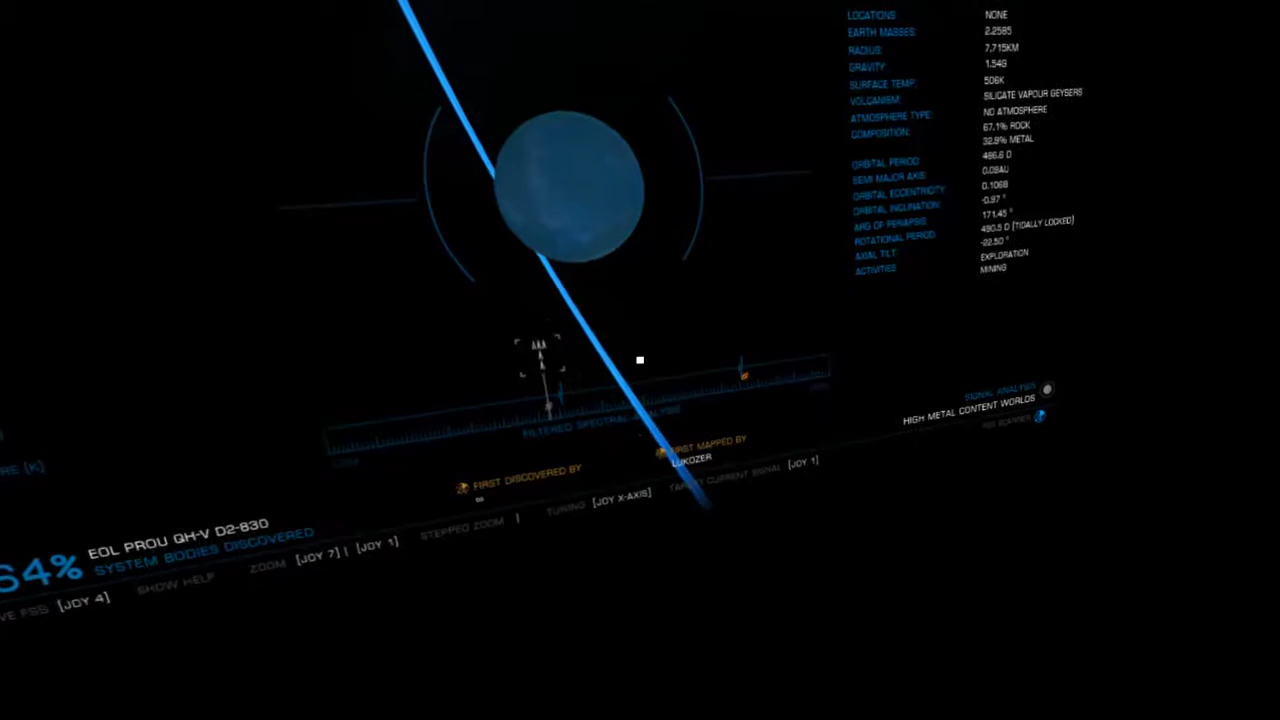 LOCATIONS: NONE
EARTH MASSES: 2.2585
RADIUS: 7,715KM
GRAVITY: 1.54G
SURFACE TEMP: 506K
VOLCANISM: SILICATE VAPOUR GEYSERS
ATMOSPHERE TYPE: NO ATMOSPHERE
COMPOSITION: 67.1% ROCK
32.9% METAL
ORBITAL PERIOD: 486.6 D
SEMI MAJOR AXIS: 0.09AU
ORBITAL ECCENTRICITY: 0.1068
ORBITAL INCLINATION: -0.97 °
ARG OF PERIAPSIS: 171.45 °
ROTATIONAL PERIOD: 490.5 D (TIDALLY LOCKED)
AXIAL TILT: -22.50 °
ACTIVITIES EXPLORATION
MINING
SIGNAL ANALYSIS
HIGH METAL CONTENT WORLDS
FILTERED SPECTRAL ANALYSIS
FIRST MAPPED BY
LUKOZER
FIRST DISCOVERED BY
RE [K]
EOL PROU QH-V D2-830
64% SYSTEM BODIES DISCOVERED
VE FSS [JOY 4] SHOW HELP ZOOM [JOY 7] | [JOY 1] STEPPED ZOOM | TUNING [JOY X-AXIS] TARGET CURRENT SIGNAL [JOY 1]